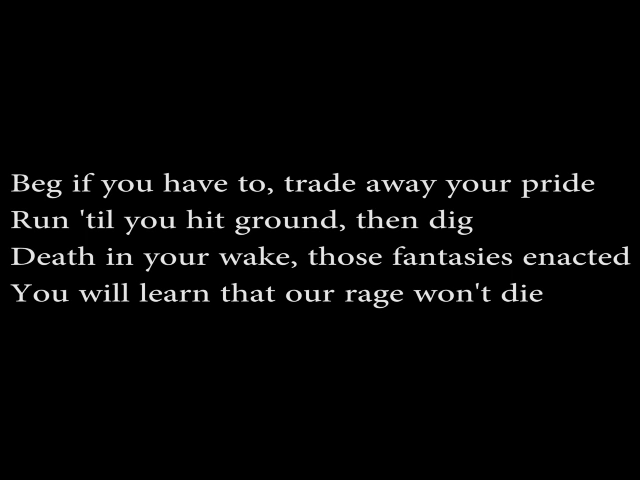 Beg if you have to, trade away your pride
Run 'til you hit ground, then dig
Death in your wake, those fantasies enacted
You will learn that our rage won't die